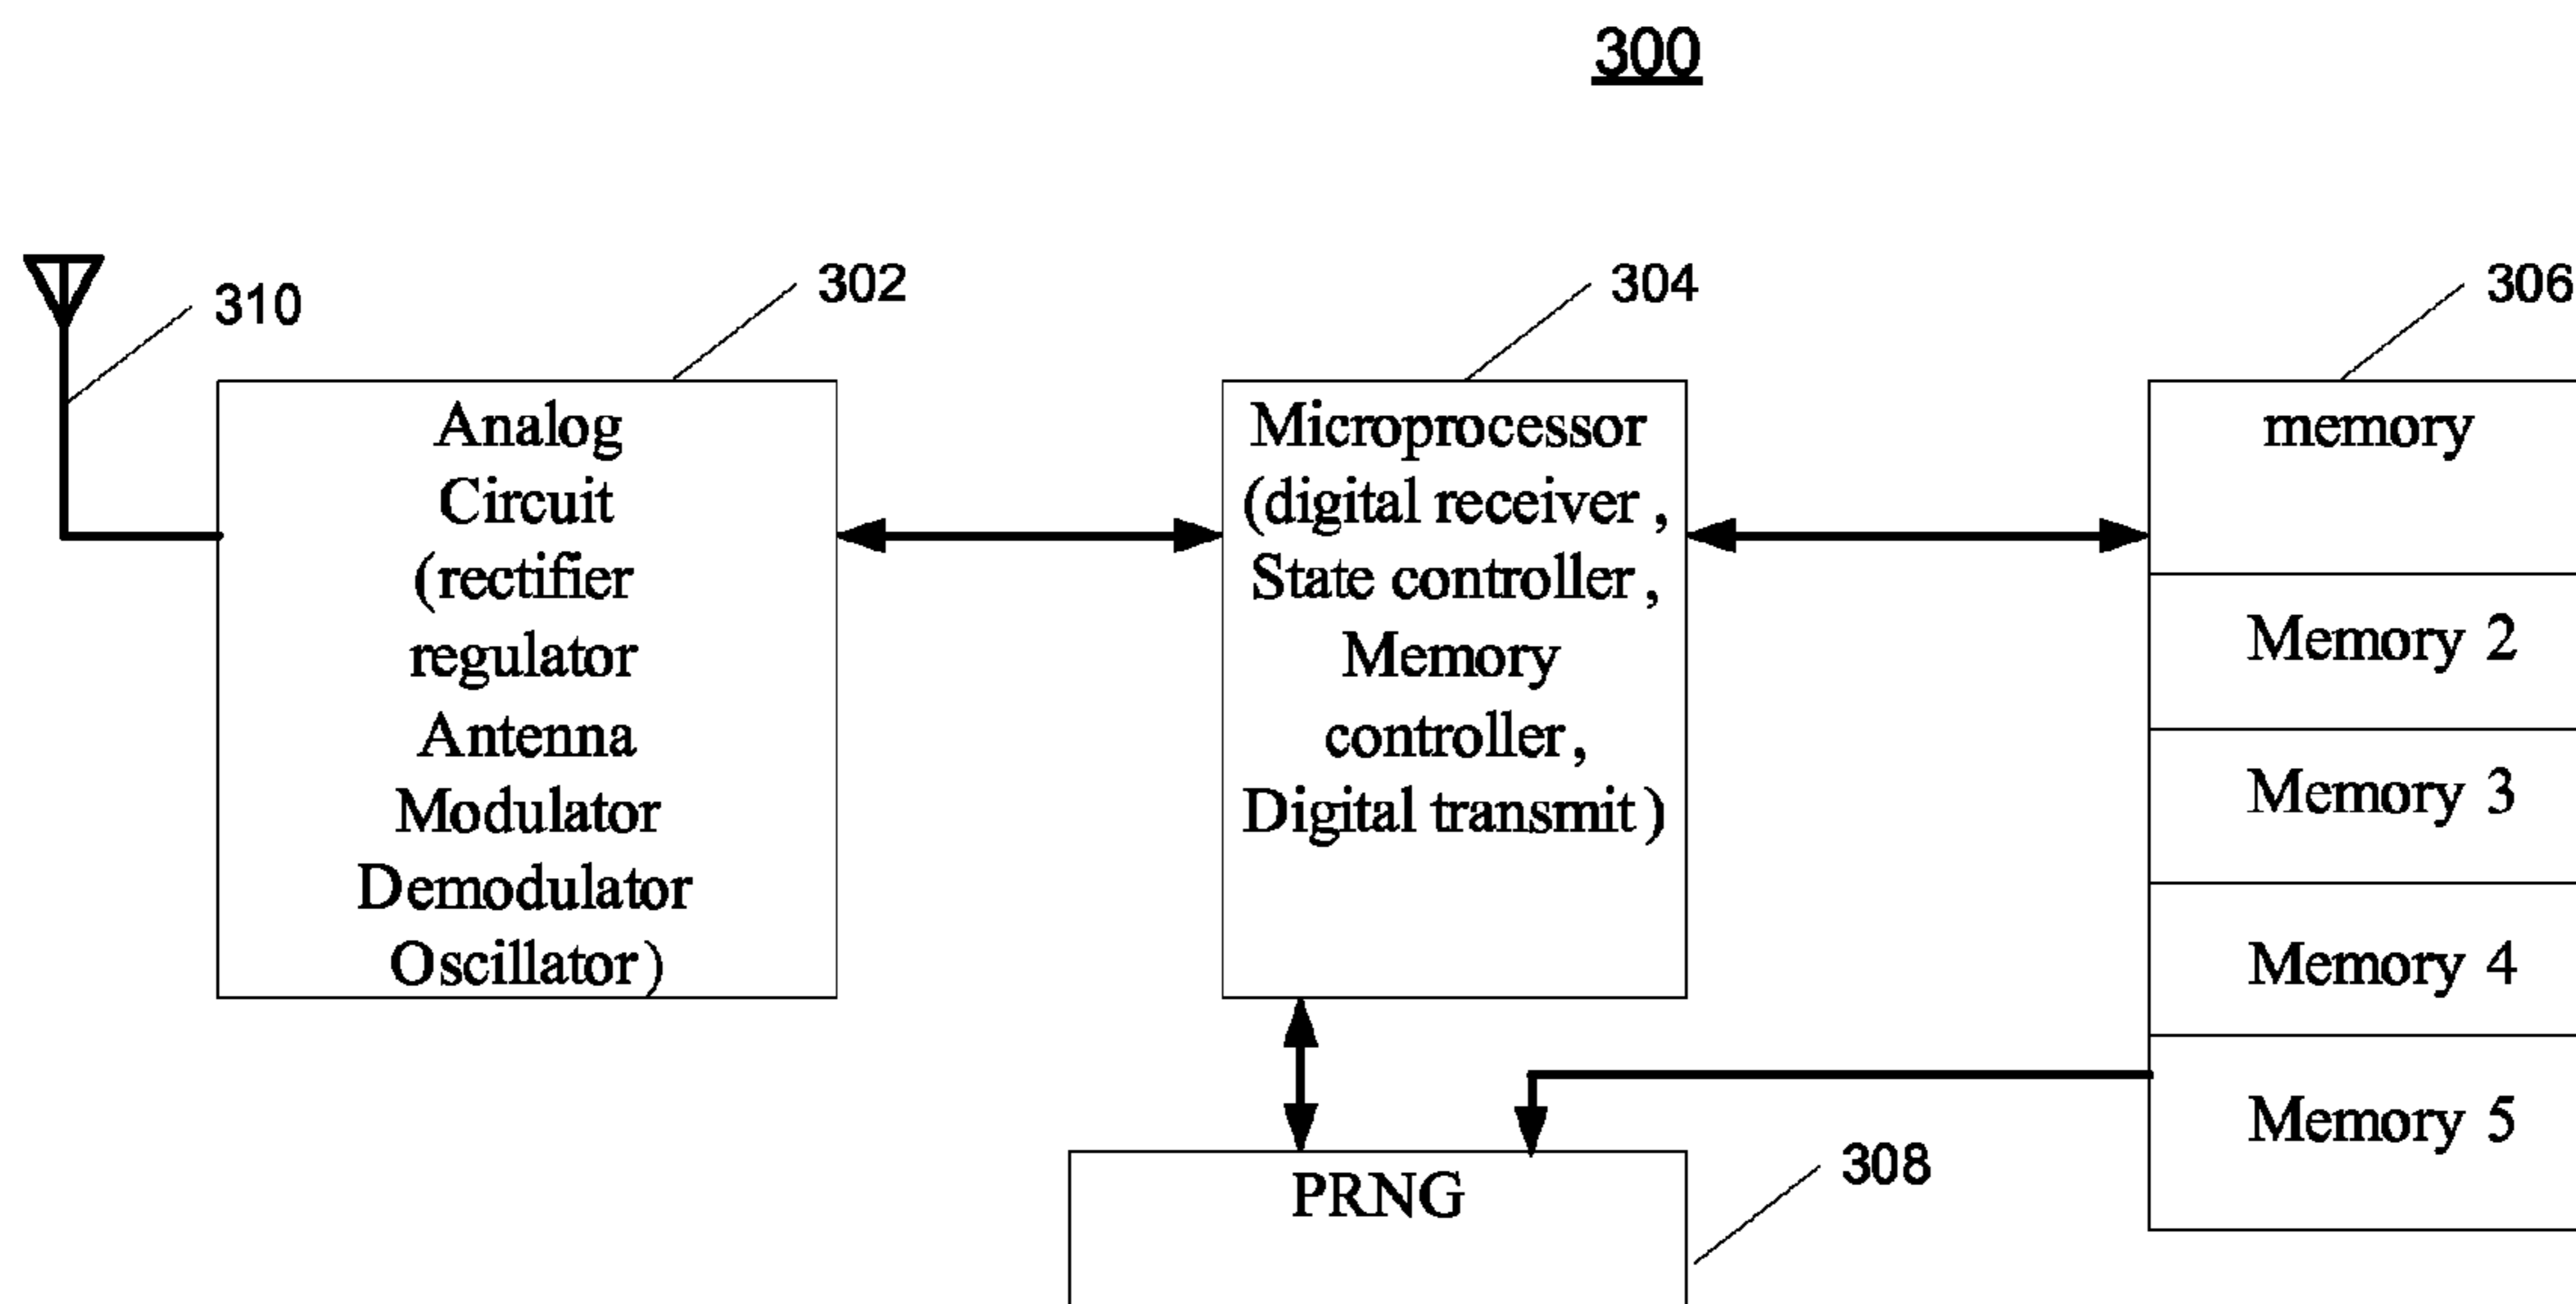 300
310
302
304
306
Analog
Circuit
(rectifier
regulator
Antenna
Modulator
Demodulator
Oscillator)
Microprocessor
(digital receiver,
State controller,
Memory
controller,
Digital transmit)
memory
Memory 2
Memory 3
Memory 4
Memory 5
PRNG
308